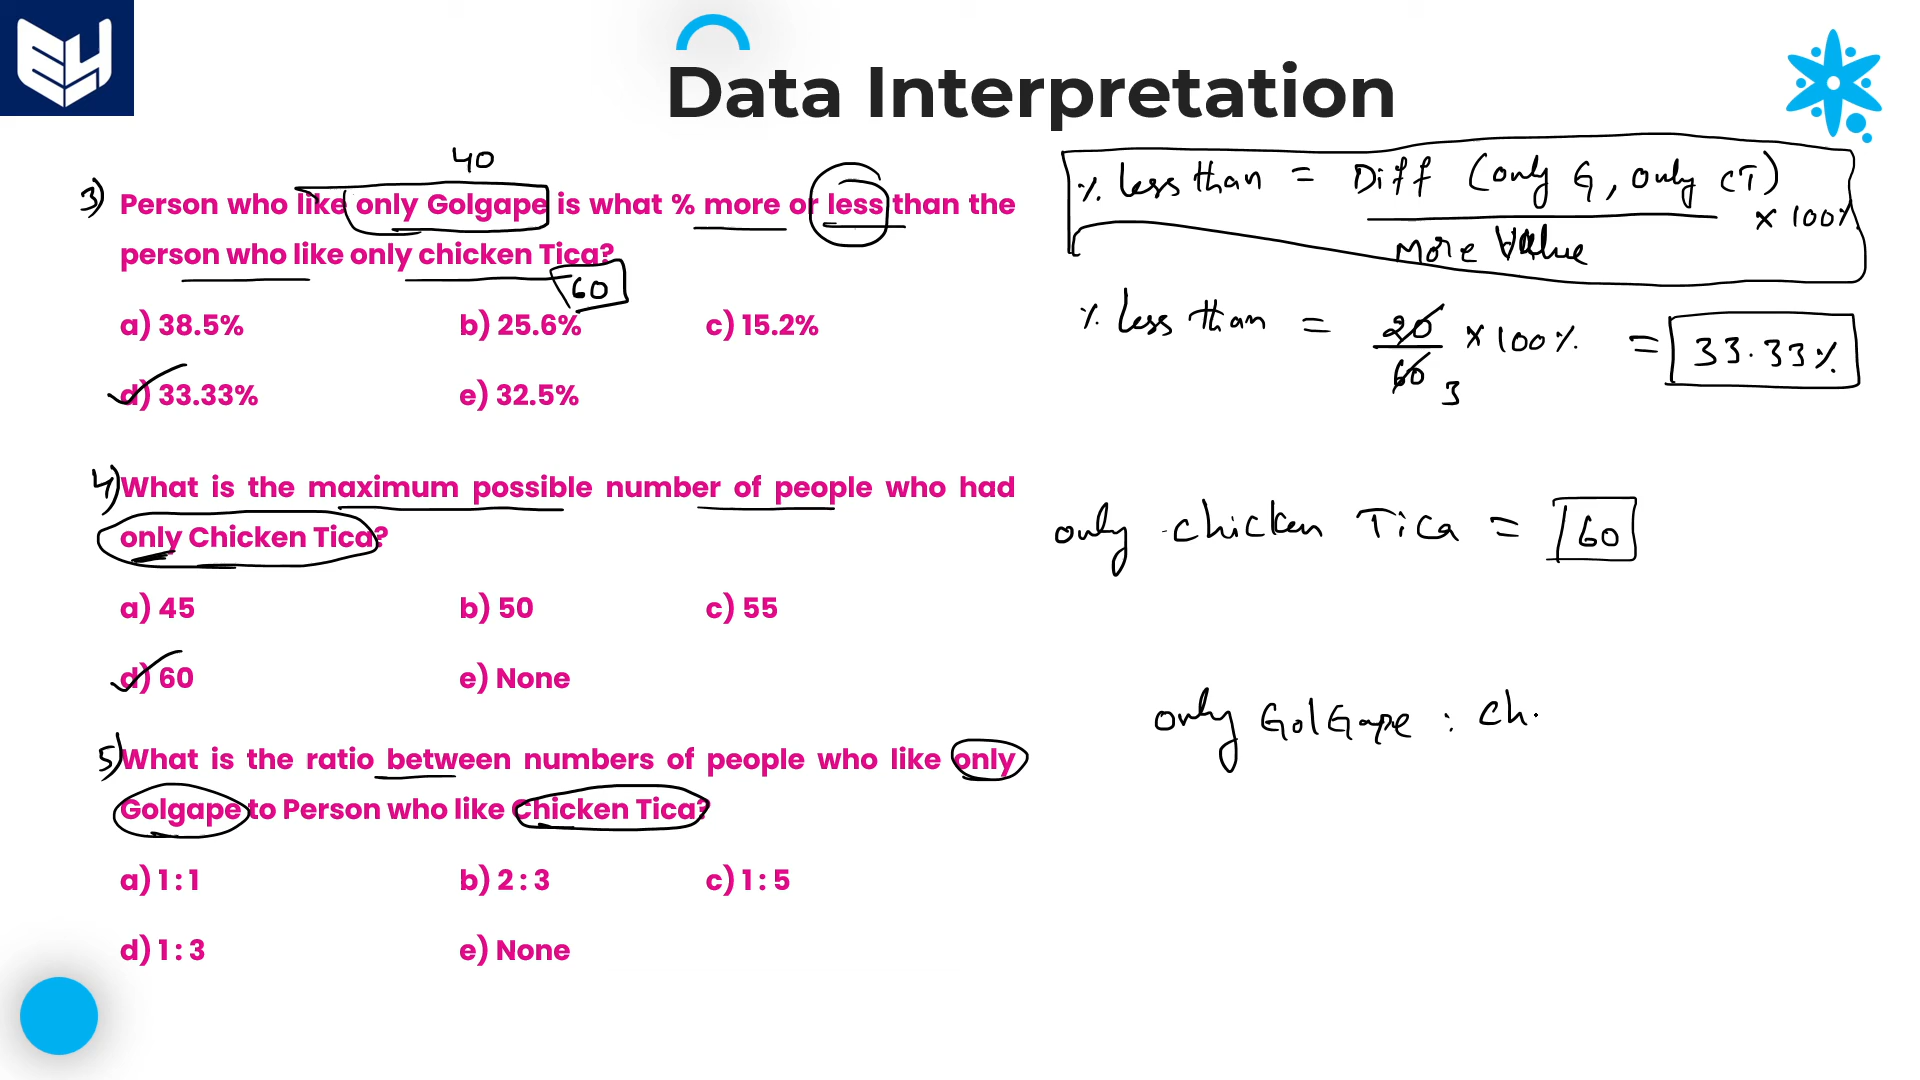 Data Interpretation
40
3) Person who like only Golgape is what % more or less than the
person who like only chicken Tica?
60
a) 38.5% b) 25.6% c) 15.2%
d) 33.33% e) 32.5%
% less than = Diff (only G, only CT)
× 100%
More Value
% less than = 20 × 100% = 33.33%
60 3
4) What is the maximum possible number of people who had
only Chicken Tica?
a) 45 b) 50 c) 55
d) 60 e) None
only chicken Tica = 60
5) What is the ratio between numbers of people who like only
Golgape to Person who like Chicken Tica?
a) 1 : 1 b) 2 : 3 c) 1 : 5
d) 1 : 3 e) None
only GolGape : Ch.